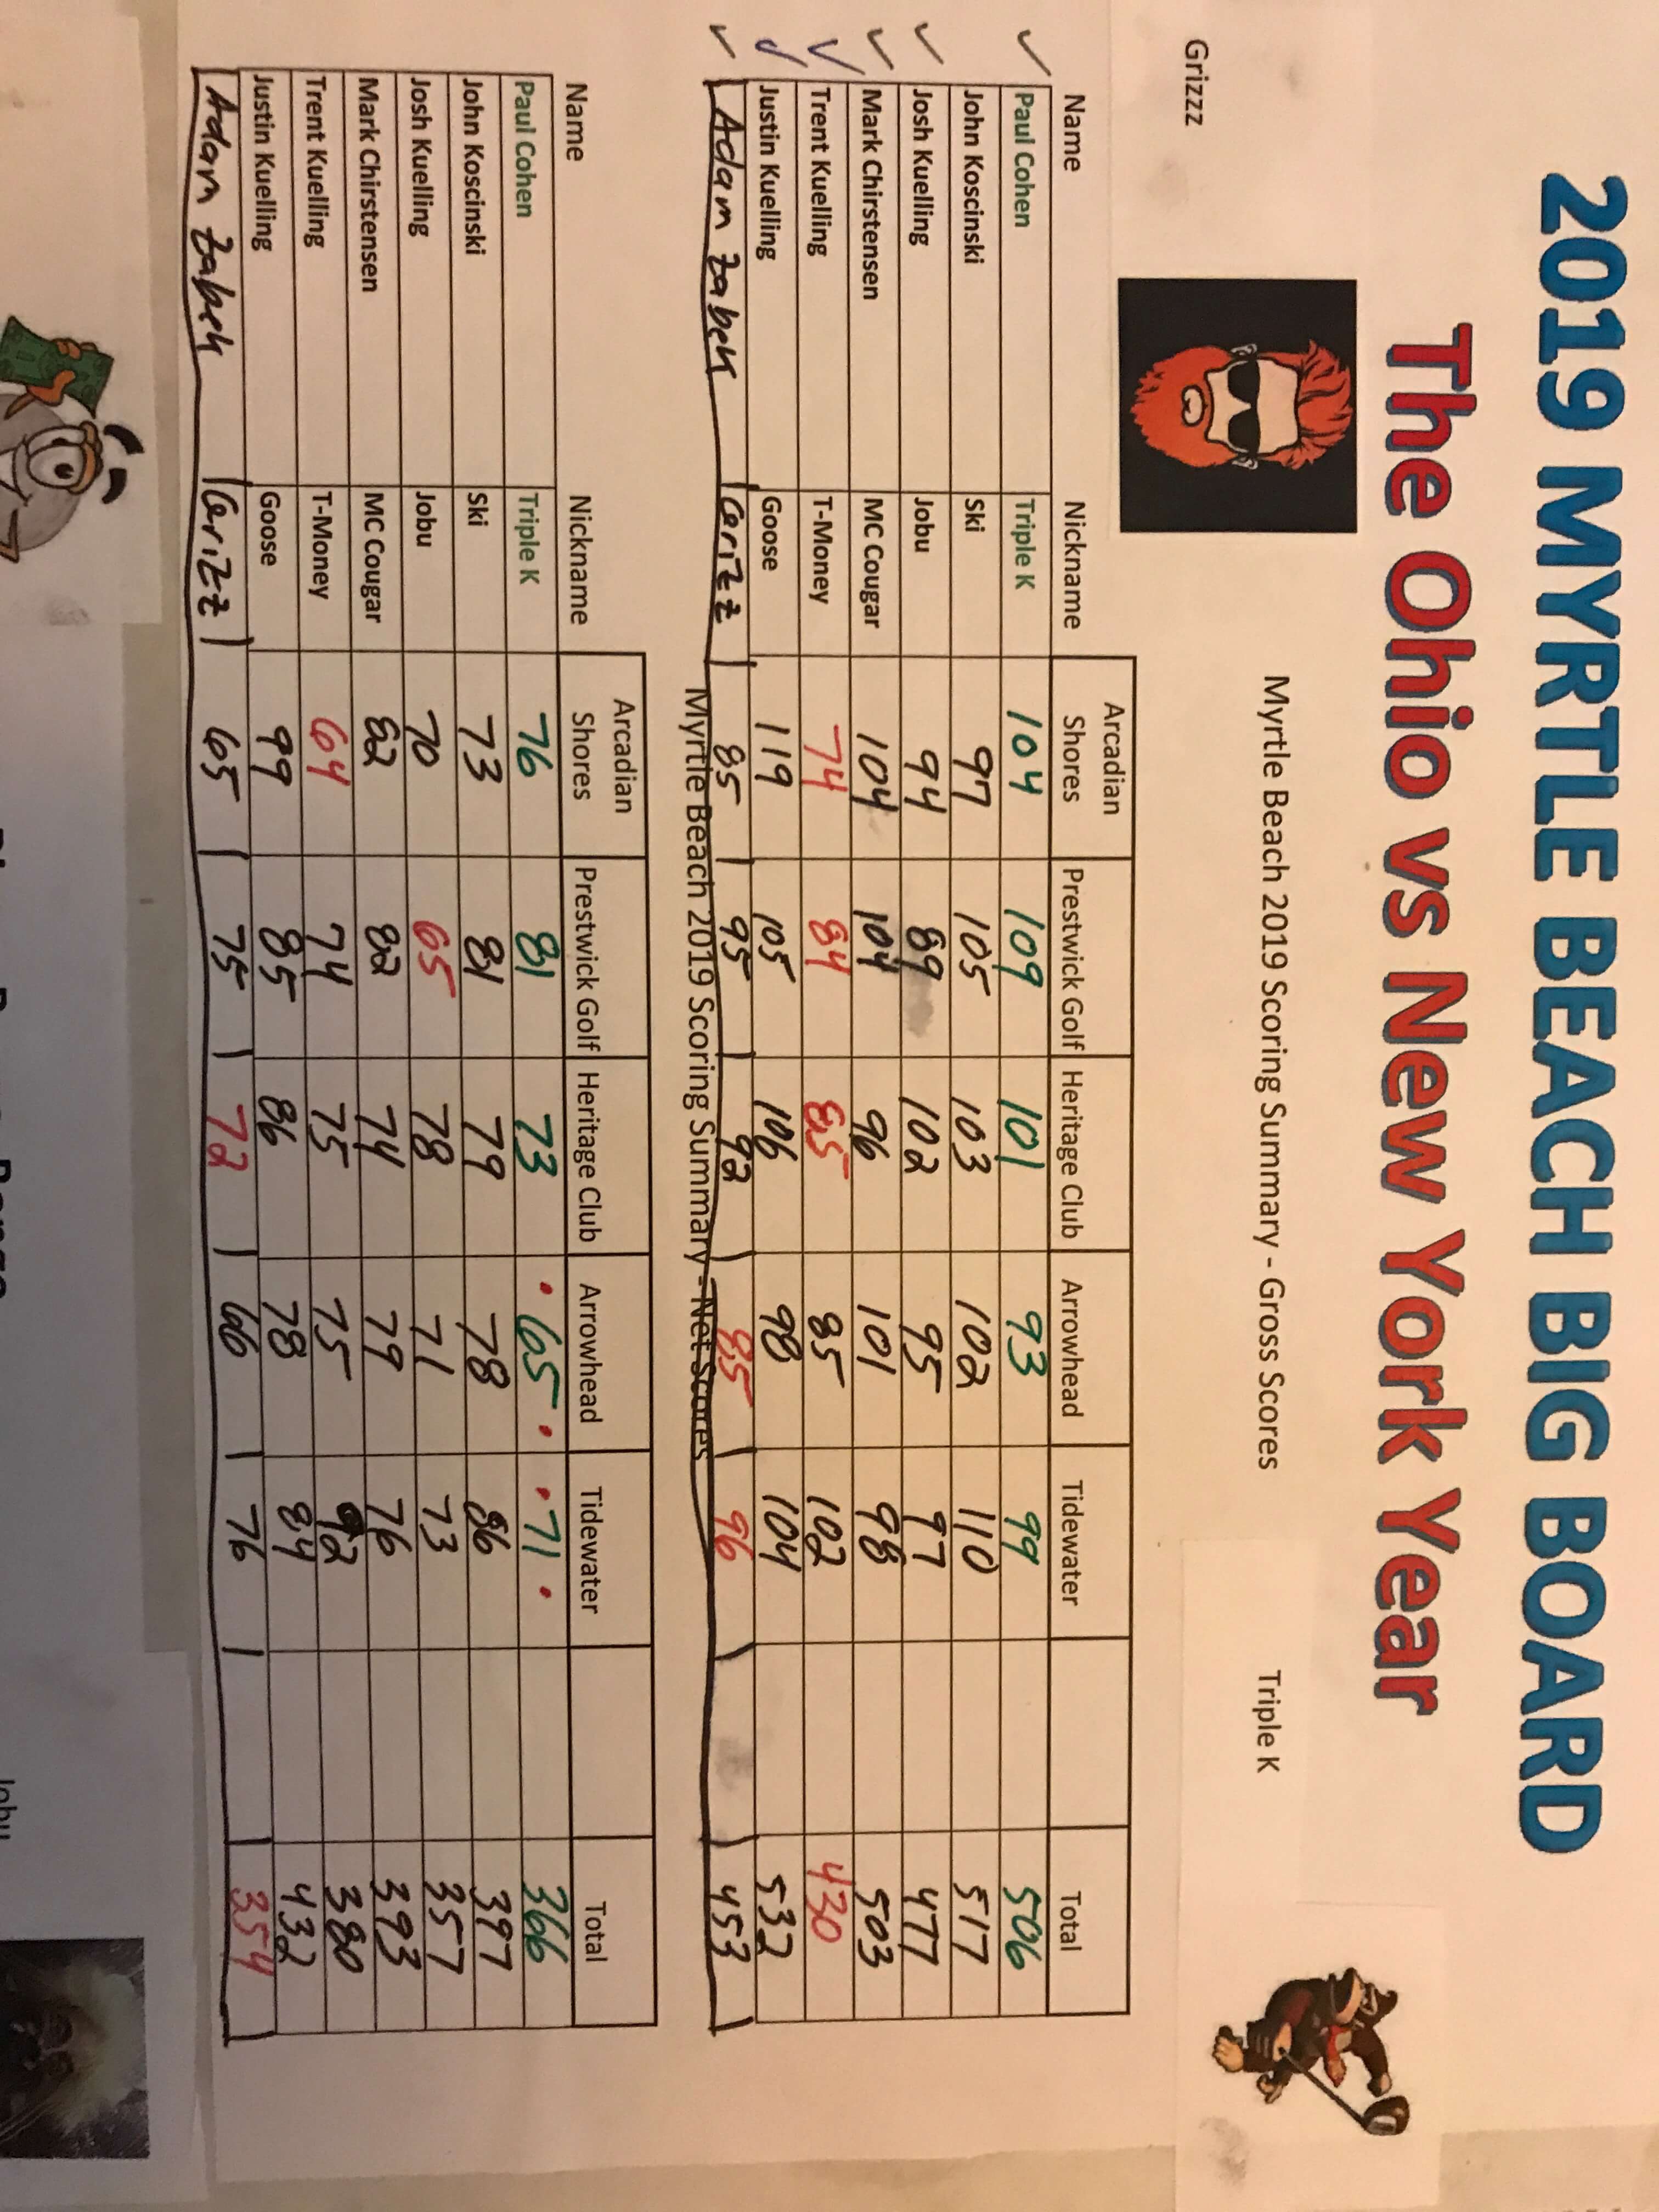 2019 MYRTLE BEACH BIG BOARD
The Ohio vs New York Year
Grizzz
Myrtle Beach 2019 Scoring Summary - Gross Scores
Triple K
Name Nickname Arcadian Shores Prestwick Golf Heritage Club Arrowhead Tidewater Total
✓ Paul Cohen Triple K 104 109 101 93 99 506
John Koscinski Ski 97 105 103 102 110 517
✓ Josh Kuelling Jobu 94 89 102 95 97 477
✓ Mark Chirstensen MC Cougar 104 104 96 101 98 503
✓ Trent Kuelling T-Money 74 84 85 85 102 430
✓ Justin Kuelling Goose 119 105 106 98 104 532
✓ Adam Zabek Grizz 85 95 92 85 96 453
Myrtle Beach 2019 Scoring Summary - Net Scores
Name Nickname Arcadian Shores Prestwick Golf Heritage Club Arrowhead Tidewater Total
Paul Cohen Triple K 76 81 73 65 71 366
John Koscinski Ski 73 81 79 78 86 397
Josh Kuelling Jobu 70 65 78 71 73 357
Mark Chirstensen MC Cougar 82 82 74 79 76 393
Trent Kuelling T-Money 64 74 75 75 92 380
Justin Kuelling Goose 99 85 86 78 84 432
Adam Zabek Grizz 65 75 72 66 76 354